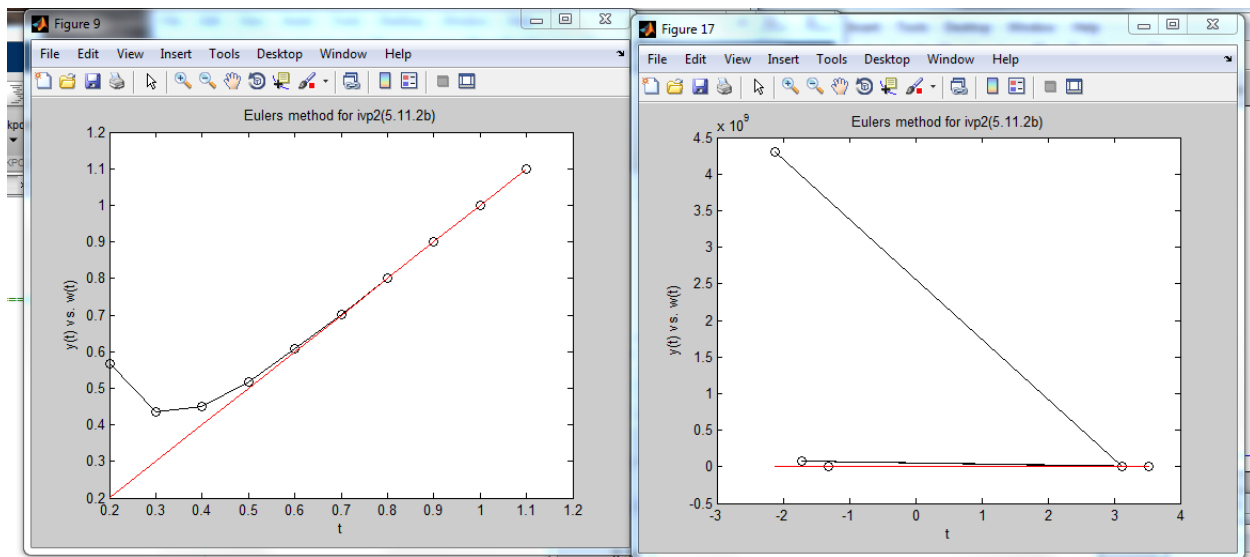 Figure 9
File Edit View Insert Tools Desktop Window Help
Eulers method for ivp2(5.11.2b)
1.2
1.1
1
0.9
0.8
0.7
0.6
0.5
0.4
0.3
0.2
y(t) vs. w(t)
0.2 0.3 0.4 0.5 0.6 0.7 0.8 0.9 1 1.1 1.2
t
Figure 17
File Edit View Insert Tools Desktop Window Help
x 10^9
Eulers method for ivp2(5.11.2b)
4.5
4
3.5
3
2.5
2
1.5
1
0.5
0
-0.5
y(t) vs. w(t)
-3 -2 -1 0 1 2 3 4
t